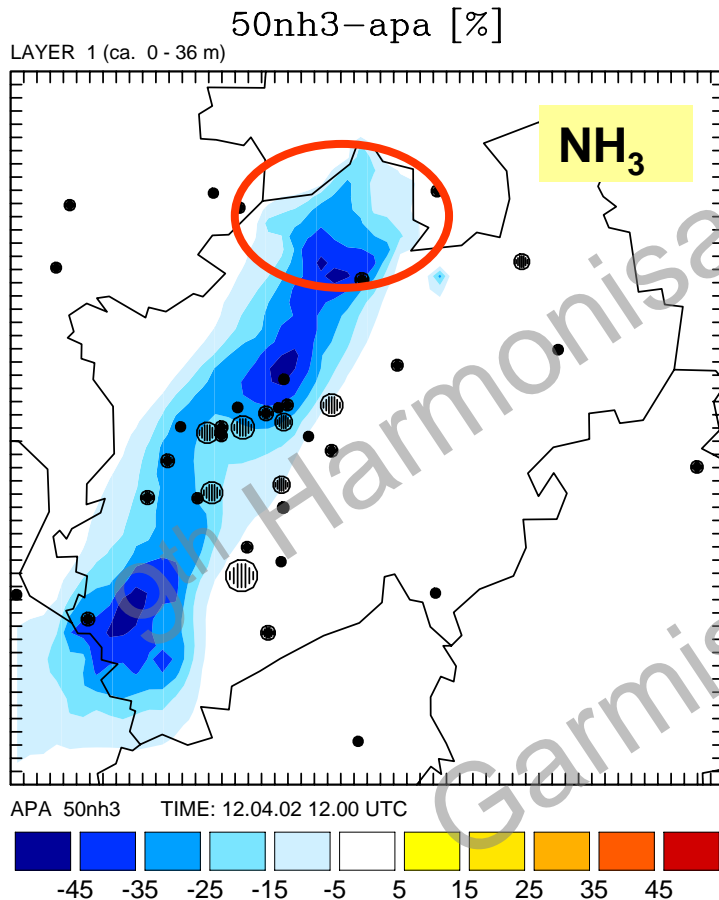 50nh3-apa [%]
LAYER 1 (ca. 0 - 36 m)
NH3
9th Harmonisa
Garmis
APA 50nh3 TIME: 12.04.02 12.00 UTC
-45 -35 -25 -15 -5 5 15 25 35 45